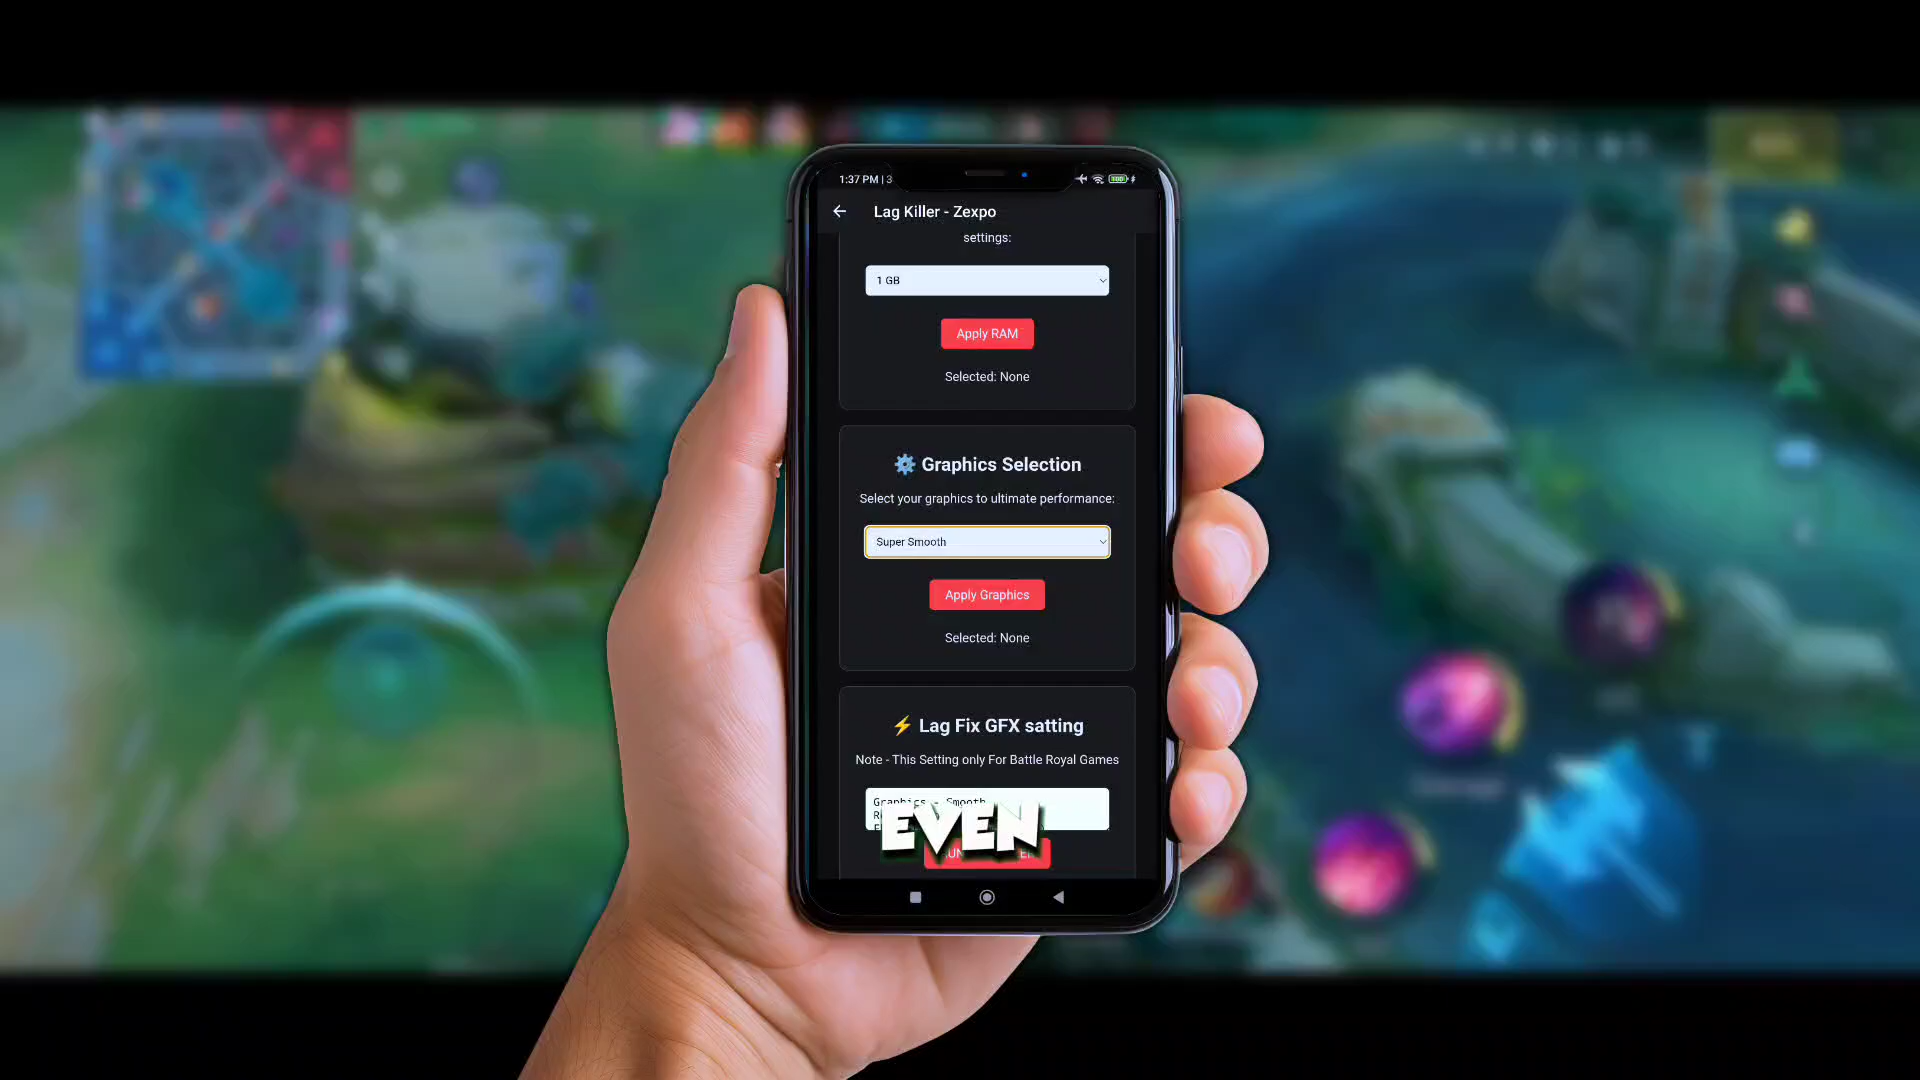 1:37 PM | 3
Lag Killer - Zexpo
settings:
1 GB
Apply RAM
Selected: None
Graphics Selection
Select your graphics to ultimate performance:
Super Smooth
Apply Graphics
Selected: None
Lag Fix GFX satting
Note - This Setting only For Battle Royal Games
Graphics - Smooth
EVEN